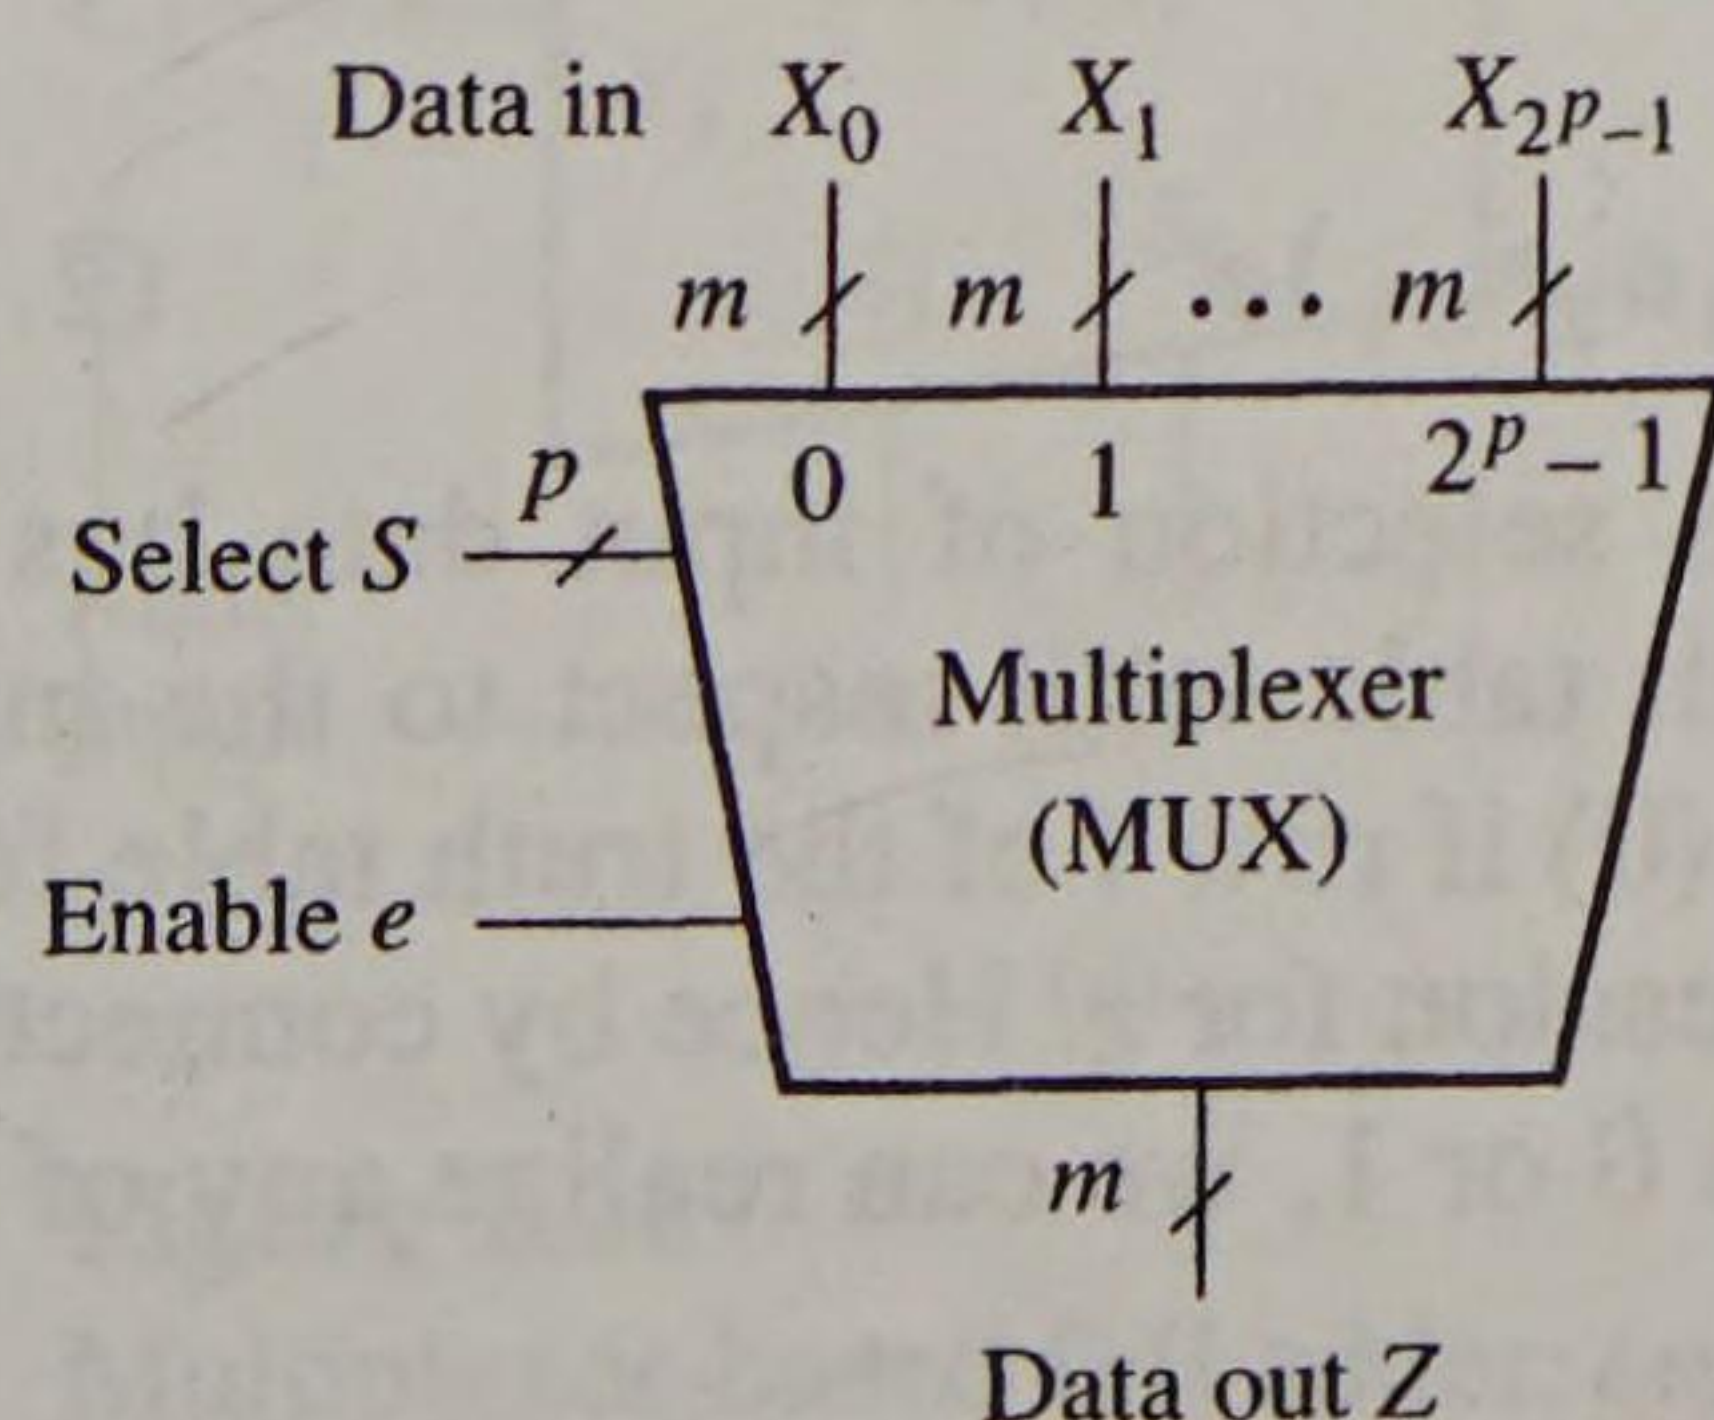 Data in X₀ X₁ X₂ᵖ₋₁
m m ... m
0 1 2ᵖ – 1
p
Select S
Multiplexer
(MUX)
Enable e
m
Data out Z